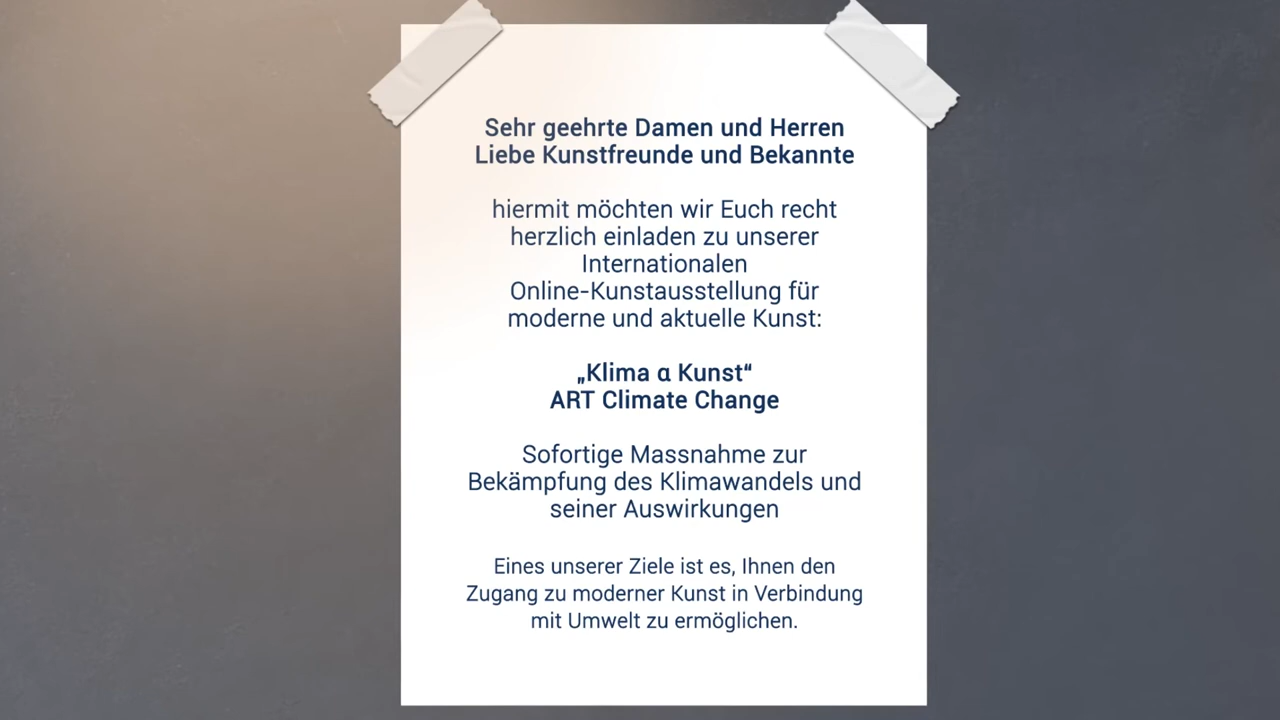 Sehr geehrte Damen und Herren
Liebe Kunstfreunde und Bekannte
hiermit möchten wir Euch recht
herzlich einladen zu unserer
Internationalen
Online-Kunstausstellung für
moderne und aktuelle Kunst:
„Klima α Kunst“
ART Climate Change
Sofortige Massnahme zur
Bekämpfung des Klimawandels und
seiner Auswirkungen
Eines unserer Ziele ist es, Ihnen den
Zugang zu moderner Kunst in Verbindung
mit Umwelt zu ermöglichen.